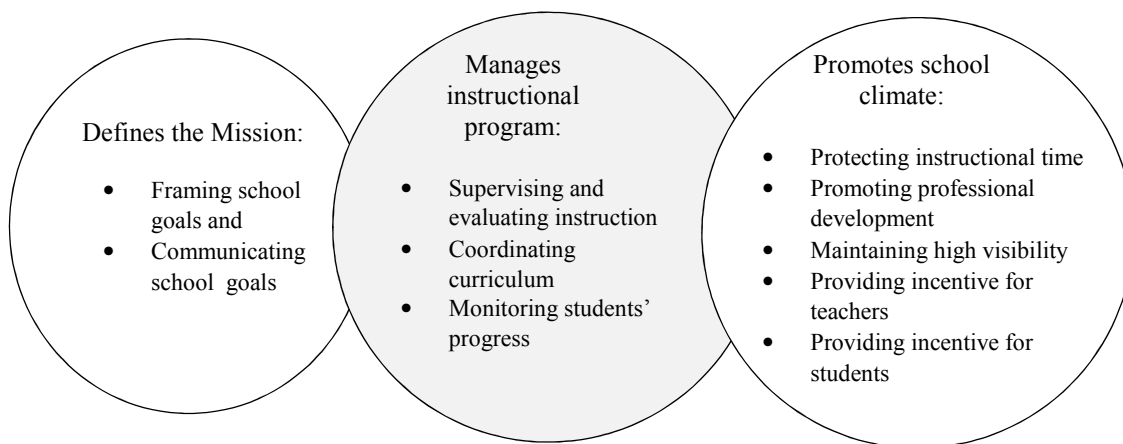 Defines the Mission:
• Framing school
goals and
• Communicating
school goals
Manages
instructional
program:
• Supervising and
evaluating instruction
• Coordinating
curriculum
• Monitoring students’
progress
Promotes school
climate:
• Protecting instructional time
• Promoting professional
development
• Maintaining high visibility
• Providing incentive for
teachers
• Providing incentive for
students